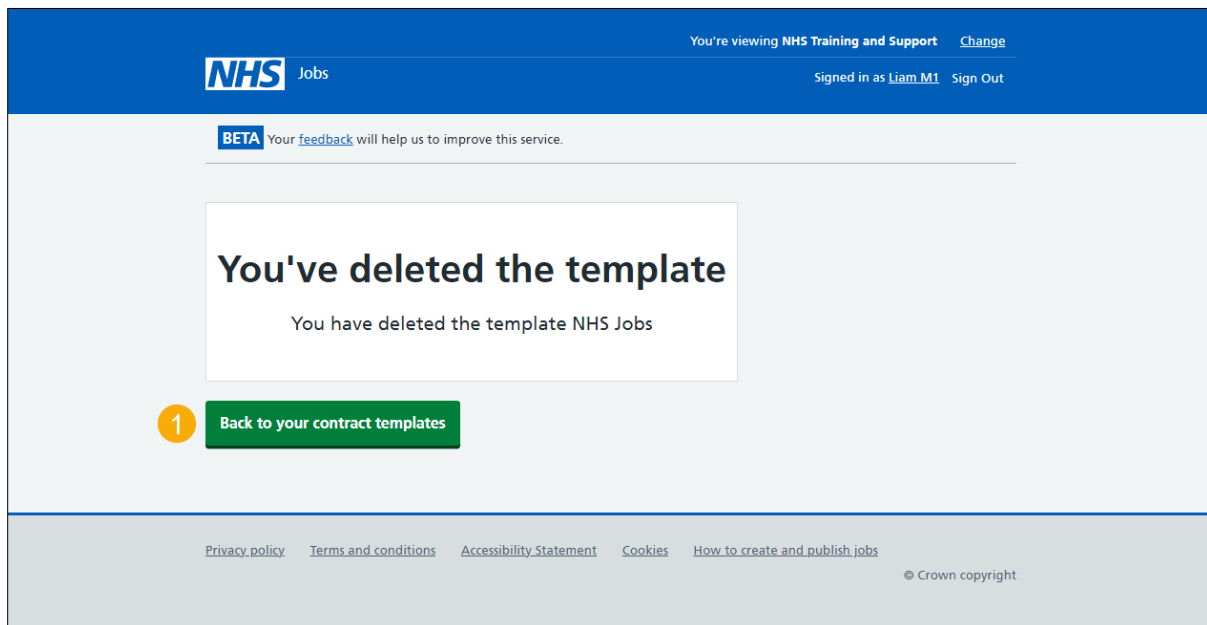 You're viewing NHS Training and Support Change
NHS Jobs
Signed in as Liam M1 Sign Out
BETA Your feedback will help us to improve this service.
You've deleted the template
You have deleted the template NHS Jobs
1 Back to your contract templates
Privacy policy Terms and conditions Accessibility Statement Cookies How to create and publish jobs
© Crown copyright